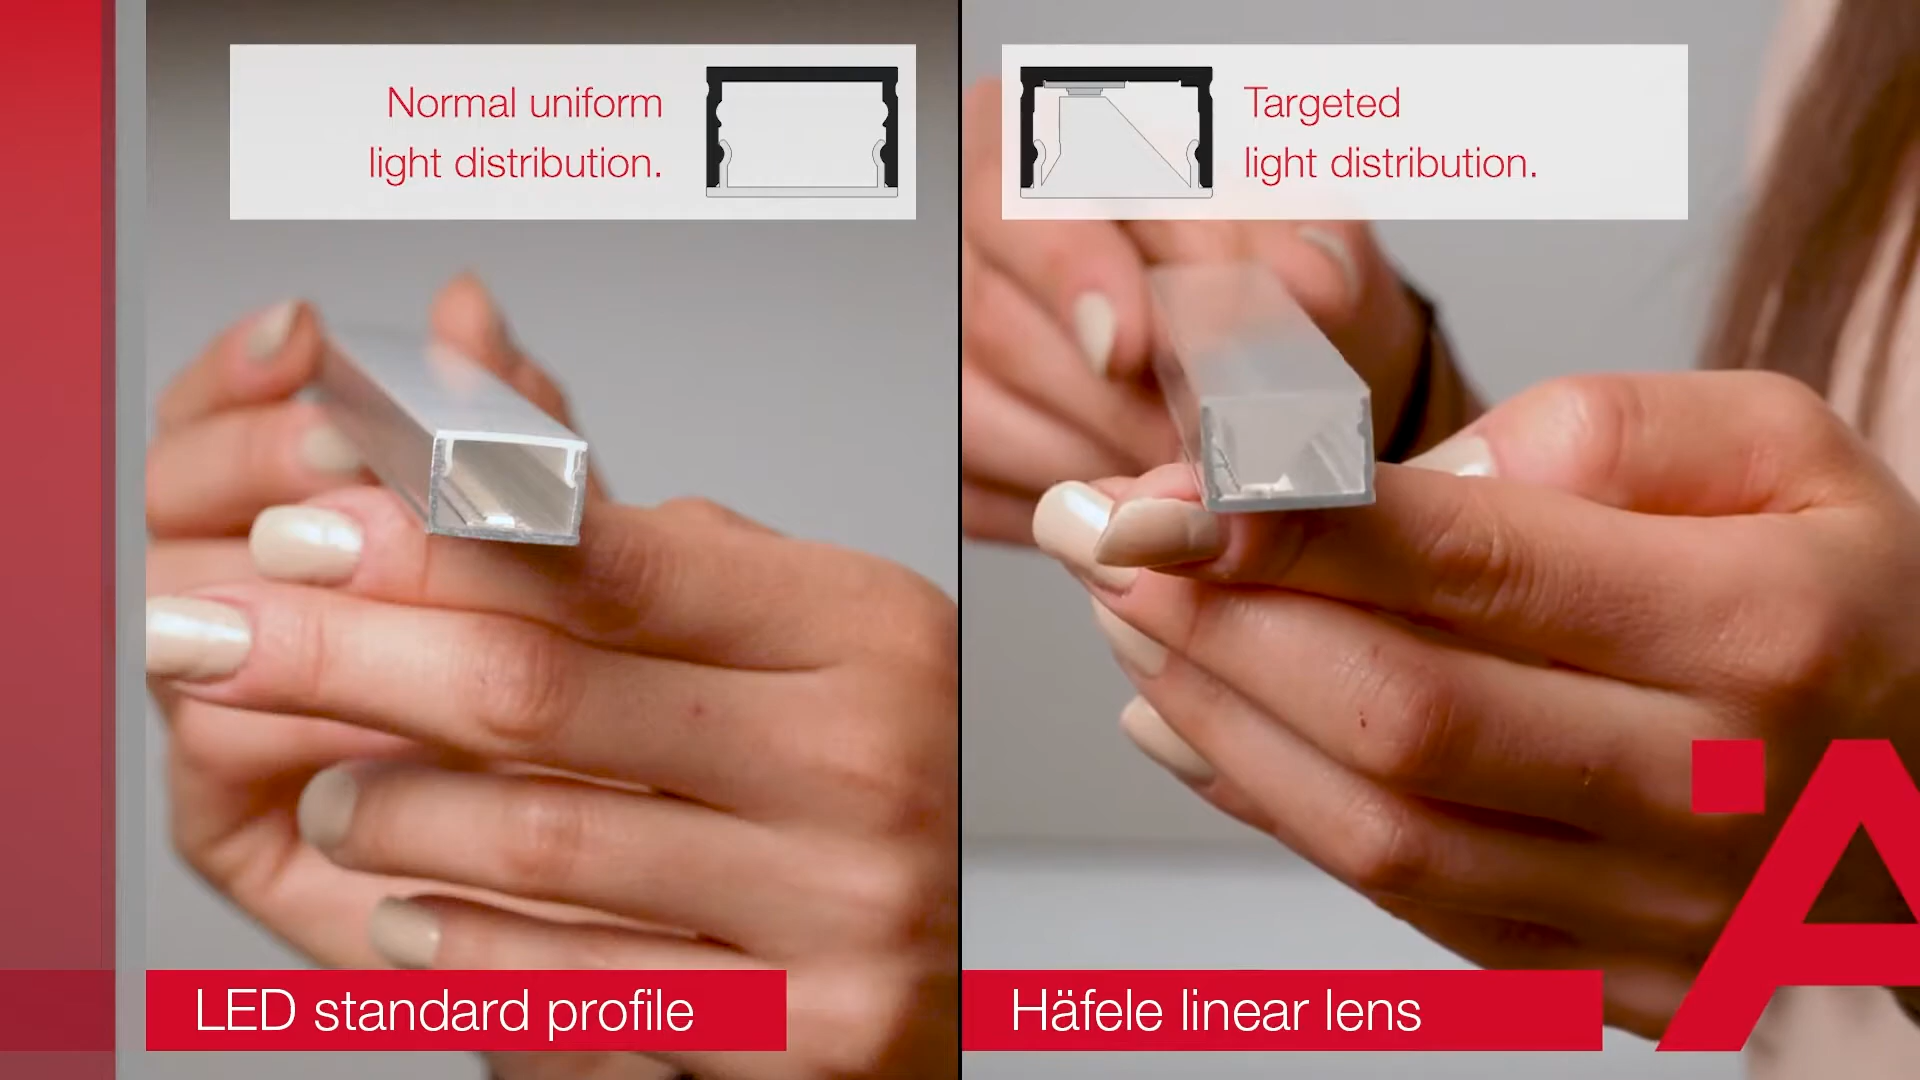 Normal uniform
light distribution.
Targeted
light distribution.
LED standard profile
Häfele linear lens